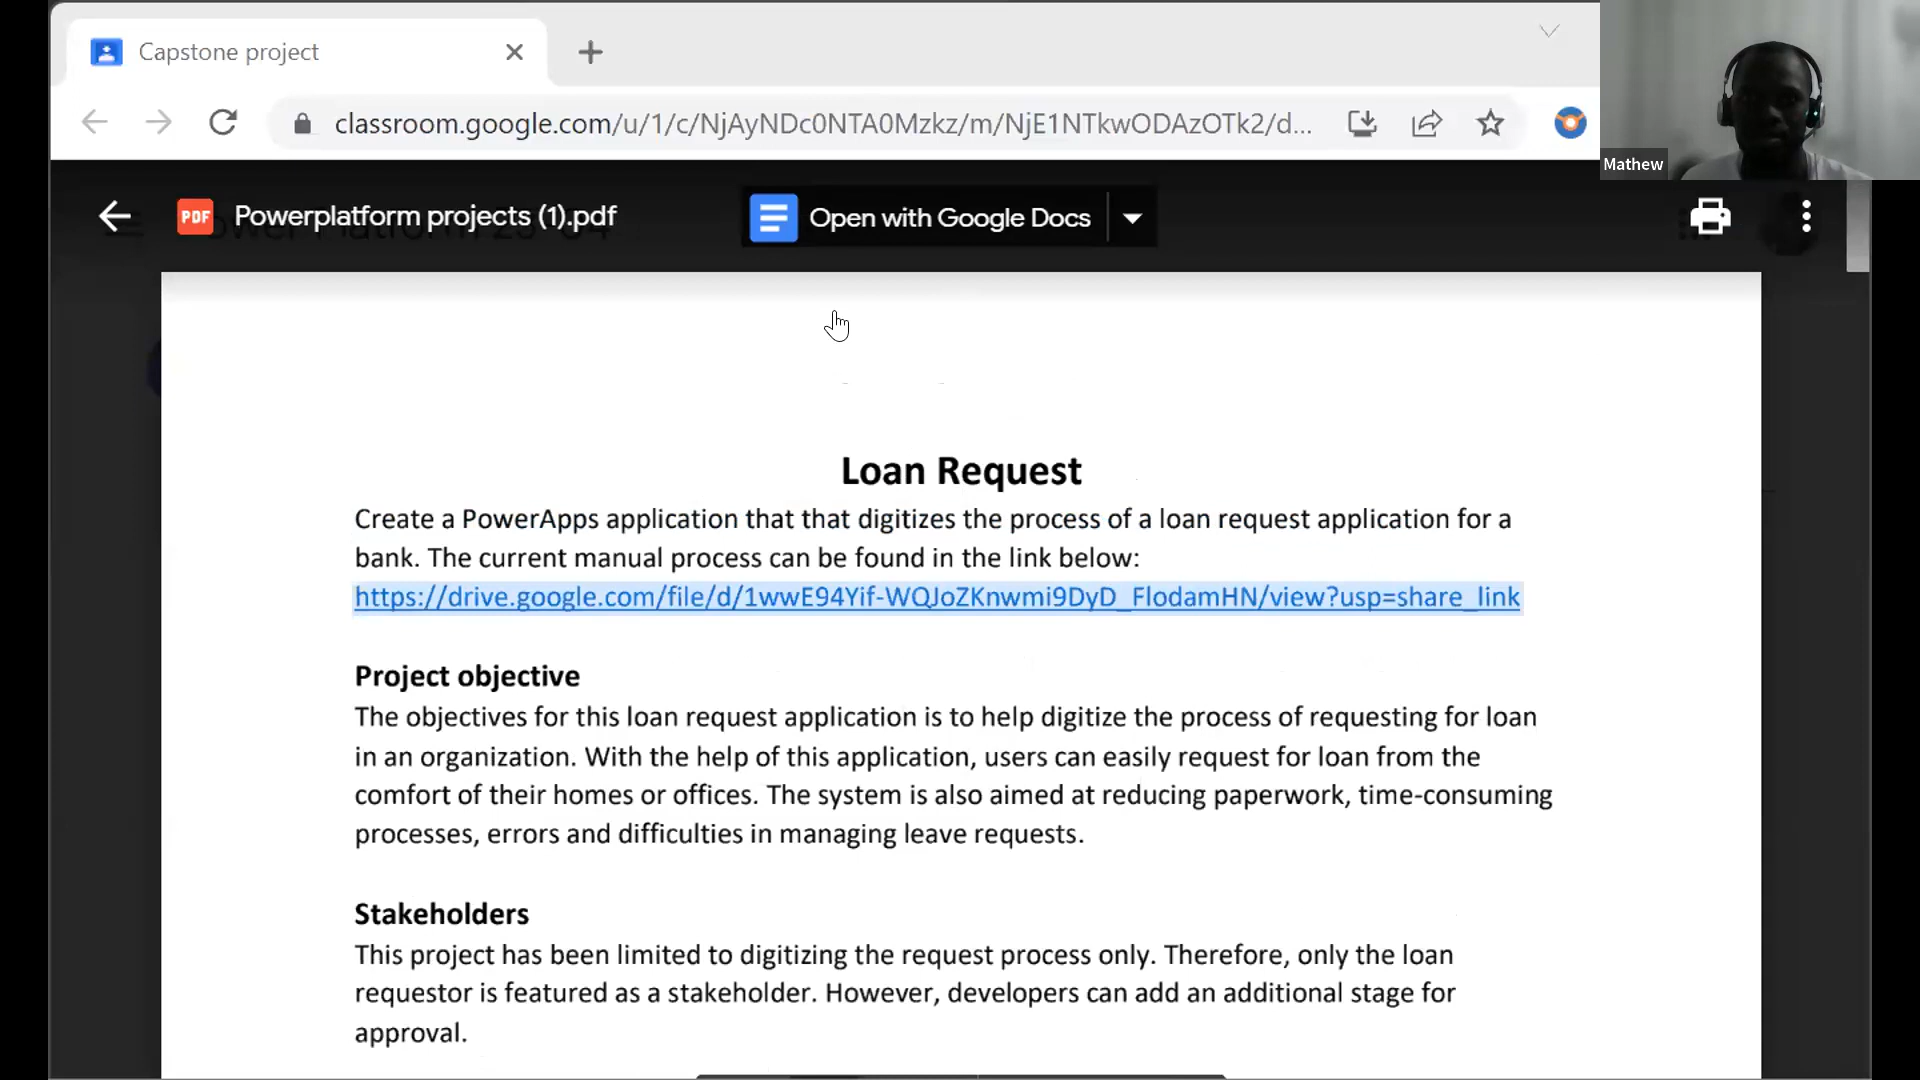 Capstone project
classroom.google.com/u/1/c/NjAyNDc0NTA0Mzkz/m/NjE1NTkwODAzOTk2/d...
Mathew
PDF Powerplatform projects (1).pdf
Open with Google Docs
Loan Request
Create a PowerApps application that that digitizes the process of a loan request application for a
bank. The current manual process can be found in the link below:
https://drive.google.com/file/d/1wwE94Yif-WQJoZKnwmi9DyD_FlodamHN/view?usp=share_link
Project objective
The objectives for this loan request application is to help digitize the process of requesting for loan
in an organization. With the help of this application, users can easily request for loan from the
comfort of their homes or offices. The system is also aimed at reducing paperwork, time-consuming
processes, errors and difficulties in managing leave requests.
Stakeholders
This project has been limited to digitizing the request process only. Therefore, only the loan
requestor is featured as a stakeholder. However, developers can add an additional stage for
approval.